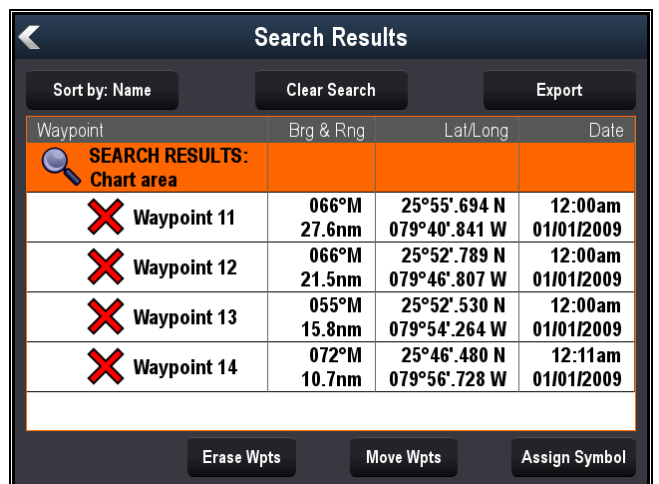 Search Results
Sort by: Name Clear Search Export
Waypoint Brg & Rng Lat/Long Date
SEARCH RESULTS:
Chart area
Waypoint 11 066°M 25°55'.694 N 12:00am
27.6nm 079°40'.841 W 01/01/2009
Waypoint 12 066°M 25°52'.789 N 12:00am
21.5nm 079°46'.807 W 01/01/2009
Waypoint 13 055°M 25°52'.530 N 12:00am
15.8nm 079°54'.264 W 01/01/2009
Waypoint 14 072°M 25°46'.480 N 12:11am
10.7nm 079°56'.728 W 01/01/2009
Erase Wpts Move Wpts Assign Symbol